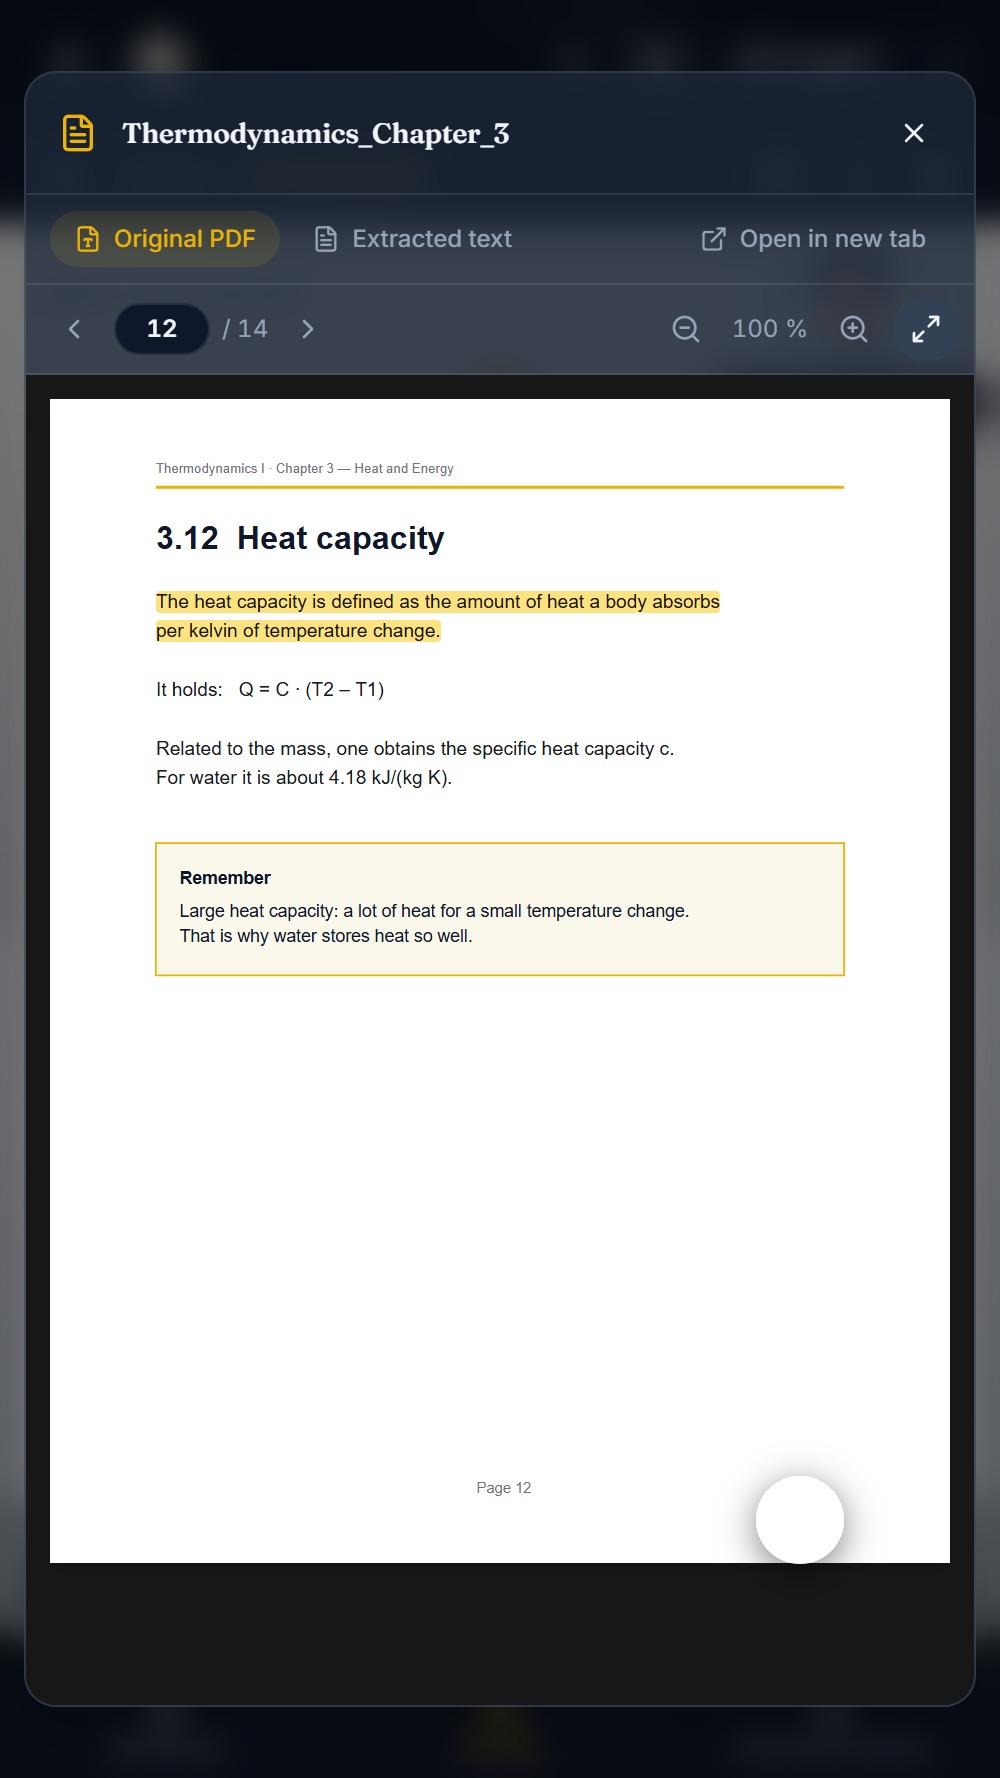 Thermodynamics_Chapter_3
Original PDF
Extracted text
Open in new tab
12 / 14
100 %
Thermodynamics I · Chapter 3 — Heat and Energy
3.12 Heat capacity
The heat capacity is defined as the amount of heat a body absorbs
per kelvin of temperature change.
It holds: Q = C · (T2 – T1)
Related to the mass, one obtains the specific heat capacity c.
For water it is about 4.18 kJ/(kg K).
Remember
Large heat capacity: a lot of heat for a small temperature change.
That is why water stores heat so well.
Page 12